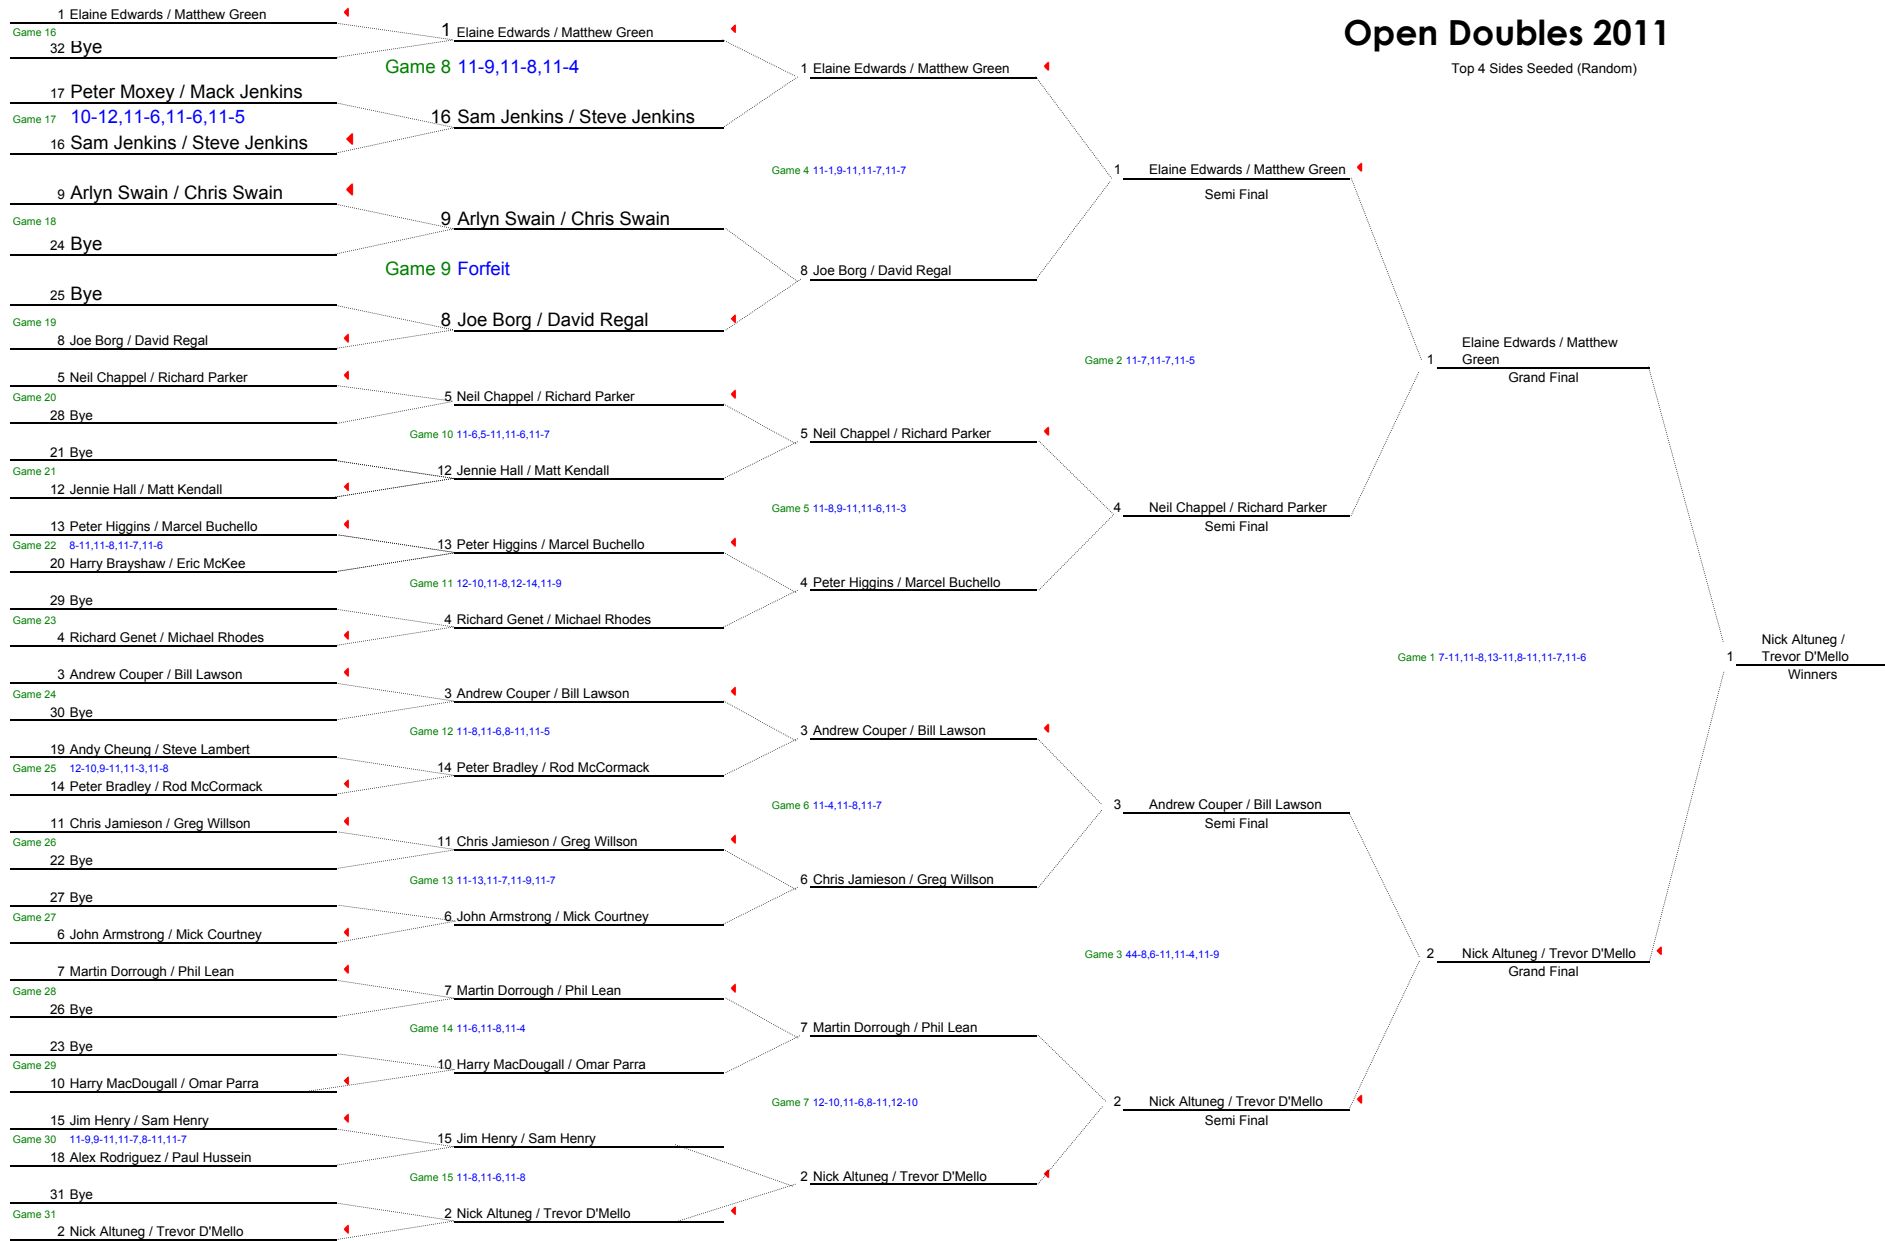 Open Doubles 2011
Top 4 Sides Seeded (Random)
1 Elaine Edwards / Matthew Green
Game 16
32 Bye
17 Peter Moxey / Mack Jenkins
Game 17 10-12,11-6,11-6,11-5
16 Sam Jenkins / Steve Jenkins
9 Arlyn Swain / Chris Swain
Game 18
24 Bye
25 Bye
Game 19
8 Joe Borg / David Regal
5 Neil Chappel / Richard Parker
Game 20
28 Bye
21 Bye
Game 21
12 Jennie Hall / Matt Kendall
13 Peter Higgins / Marcel Buchello
Game 22 8-11,11-8,11-7,11-6
20 Harry Brayshaw / Eric McKee
29 Bye
Game 23
4 Richard Genet / Michael Rhodes
3 Andrew Couper / Bill Lawson
Game 24
30 Bye
19 Andy Cheung / Steve Lambert
Game 25 12-10,9-11,11-3,11-8
14 Peter Bradley / Rod McCormack
11 Chris Jamieson / Greg Willson
Game 26
22 Bye
27 Bye
Game 27
6 John Armstrong / Mick Courtney
7 Martin Dorrough / Phil Lean
Game 28
26 Bye
23 Bye
Game 29
10 Harry MacDougall / Omar Parra
15 Jim Henry / Sam Henry
Game 30 11-9,9-11,11-7,8-11,11-7
18 Alex Rodriguez / Paul Hussein
31 Bye
Game 31
2 Nick Altuneg / Trevor D'Mello
1 Elaine Edwards / Matthew Green
Game 8 11-9,11-8,11-4
16 Sam Jenkins / Steve Jenkins
9 Arlyn Swain / Chris Swain
Game 9 Forfeit
8 Joe Borg / David Regal
5 Neil Chappel / Richard Parker
Game 10 11-6,5-11,11-6,11-7
12 Jennie Hall / Matt Kendall
13 Peter Higgins / Marcel Buchello
Game 11 12-10,11-8,12-14,11-9
4 Richard Genet / Michael Rhodes
3 Andrew Couper / Bill Lawson
Game 12 11-8,11-6,8-11,11-5
14 Peter Bradley / Rod McCormack
11 Chris Jamieson / Greg Willson
Game 13 11-13,11-7,11-9,11-7
6 John Armstrong / Mick Courtney
7 Martin Dorrough / Phil Lean
Game 14 11-6,11-8,11-4
10 Harry MacDougall / Omar Parra
15 Jim Henry / Sam Henry
Game 15 11-8,11-6,11-8
2 Nick Altuneg / Trevor D'Mello
1 Elaine Edwards / Matthew Green
Game 4 11-1,9-11,11-7,11-7
8 Joe Borg / David Regal
5 Neil Chappel / Richard Parker
Game 5 11-8,9-11,11-6,11-3
4 Peter Higgins / Marcel Buchello
3 Andrew Couper / Bill Lawson
Game 6 11-4,11-8,11-7
6 Chris Jamieson / Greg Willson
7 Martin Dorrough / Phil Lean
Game 7 12-10,11-6,8-11,12-10
2 Nick Altuneg / Trevor D'Mello
1 Elaine Edwards / Matthew Green
Semi Final
Game 2 11-7,11-7,11-5
4 Neil Chappel / Richard Parker
Semi Final
3 Andrew Couper / Bill Lawson
Semi Final
Game 3 44-8,6-11,11-4,11-9
2 Nick Altuneg / Trevor D'Mello
Semi Final
Elaine Edwards / Matthew
1 Green
Grand Final
Game 1 7-11,11-8,13-11,8-11,11-7,11-6
2 Nick Altuneg / Trevor D'Mello
Grand Final
Nick Altuneg /
1 Trevor D'Mello
Winners